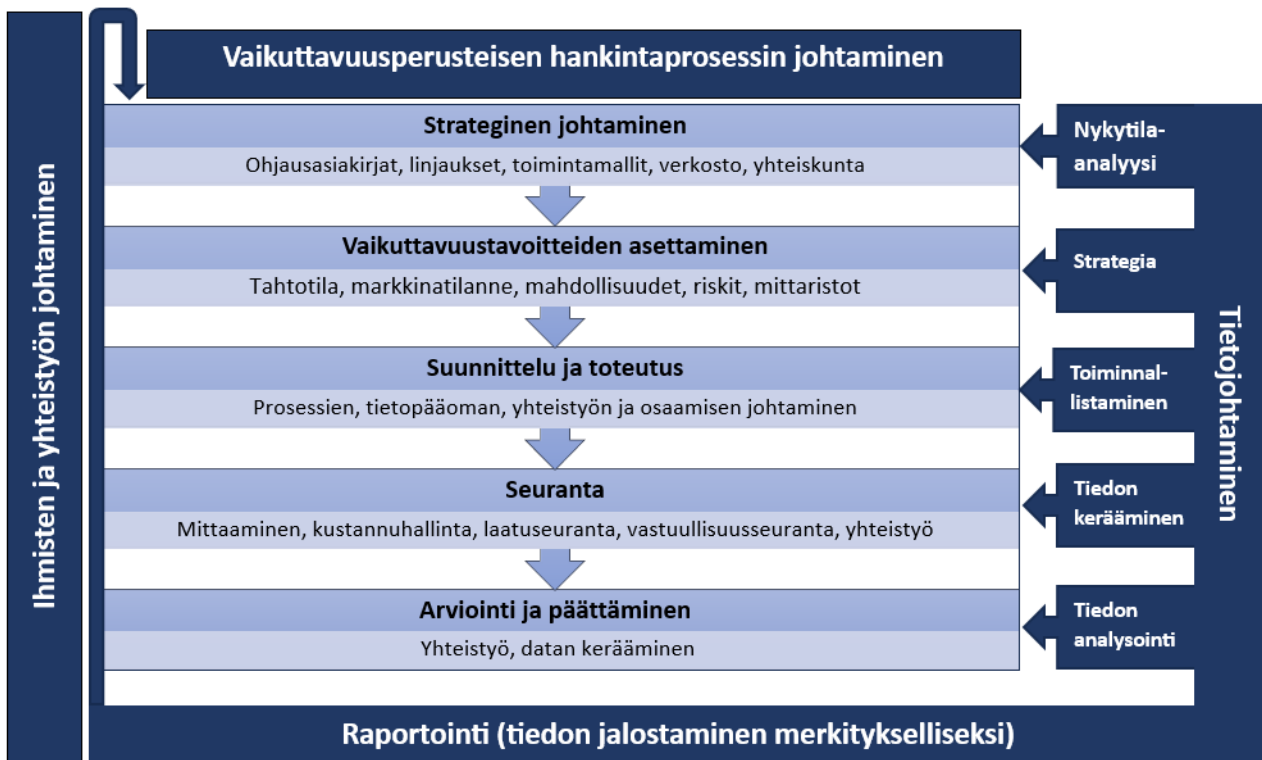 Vaikuttavuusperusteisen hankintaprosessin johtaminen
Ihmisten ja yhteistyön johtaminen
Strateginen johtaminen
Ohjausasiakirjat, linjaukset, toimintamallit, verkosto, yhteiskunta
Nykytila-
analyysi
Vaikuttavuustavoitteiden asettaminen
Tahtotila, markkinatilanne, mahdollisuudet, riskit, mittaristot
Strategia
Suunnittelu ja toteutus
Prosessien, tietopääoman, yhteistyön ja osaamisen johtaminen
Toiminnal-
listaminen
Seuranta
Mittaaminen, kustannuhallinta, laatuseuranta, vastuullisuusseuranta, yhteistyö
Tiedon
kerääminen
Arviointi ja päättäminen
Yhteistyö, datan kerääminen
Tiedon
analysointi
Tietojohtaminen
Raportointi (tiedon jalostaminen merkitykselliseksi)